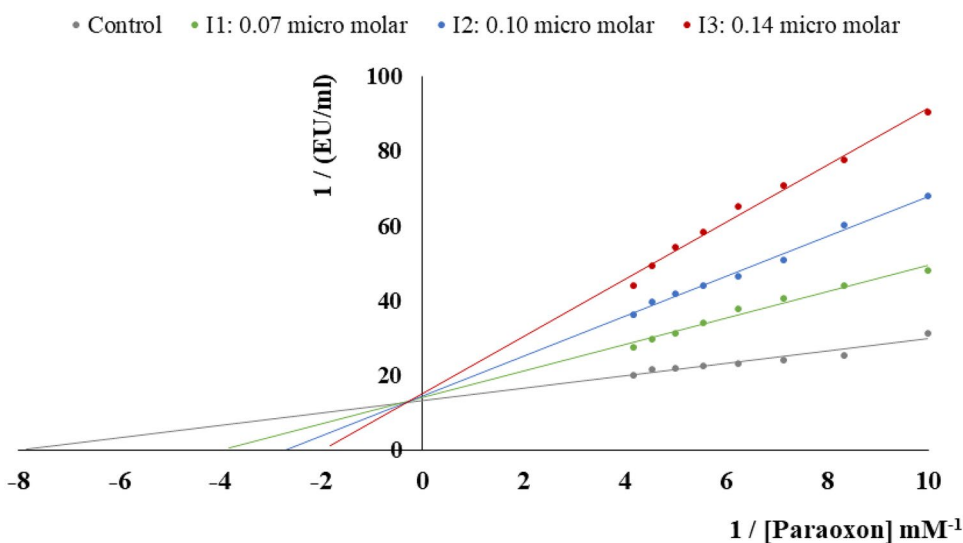 Control I1: 0.07 micro molar I2: 0.10 micro molar I3: 0.14 micro molar
1 / (EU/ml)
100
80
60
40
20
0
-8 -6 -4 -2 0 2 4 6 8 10
1 / [Paraoxon] mM-1